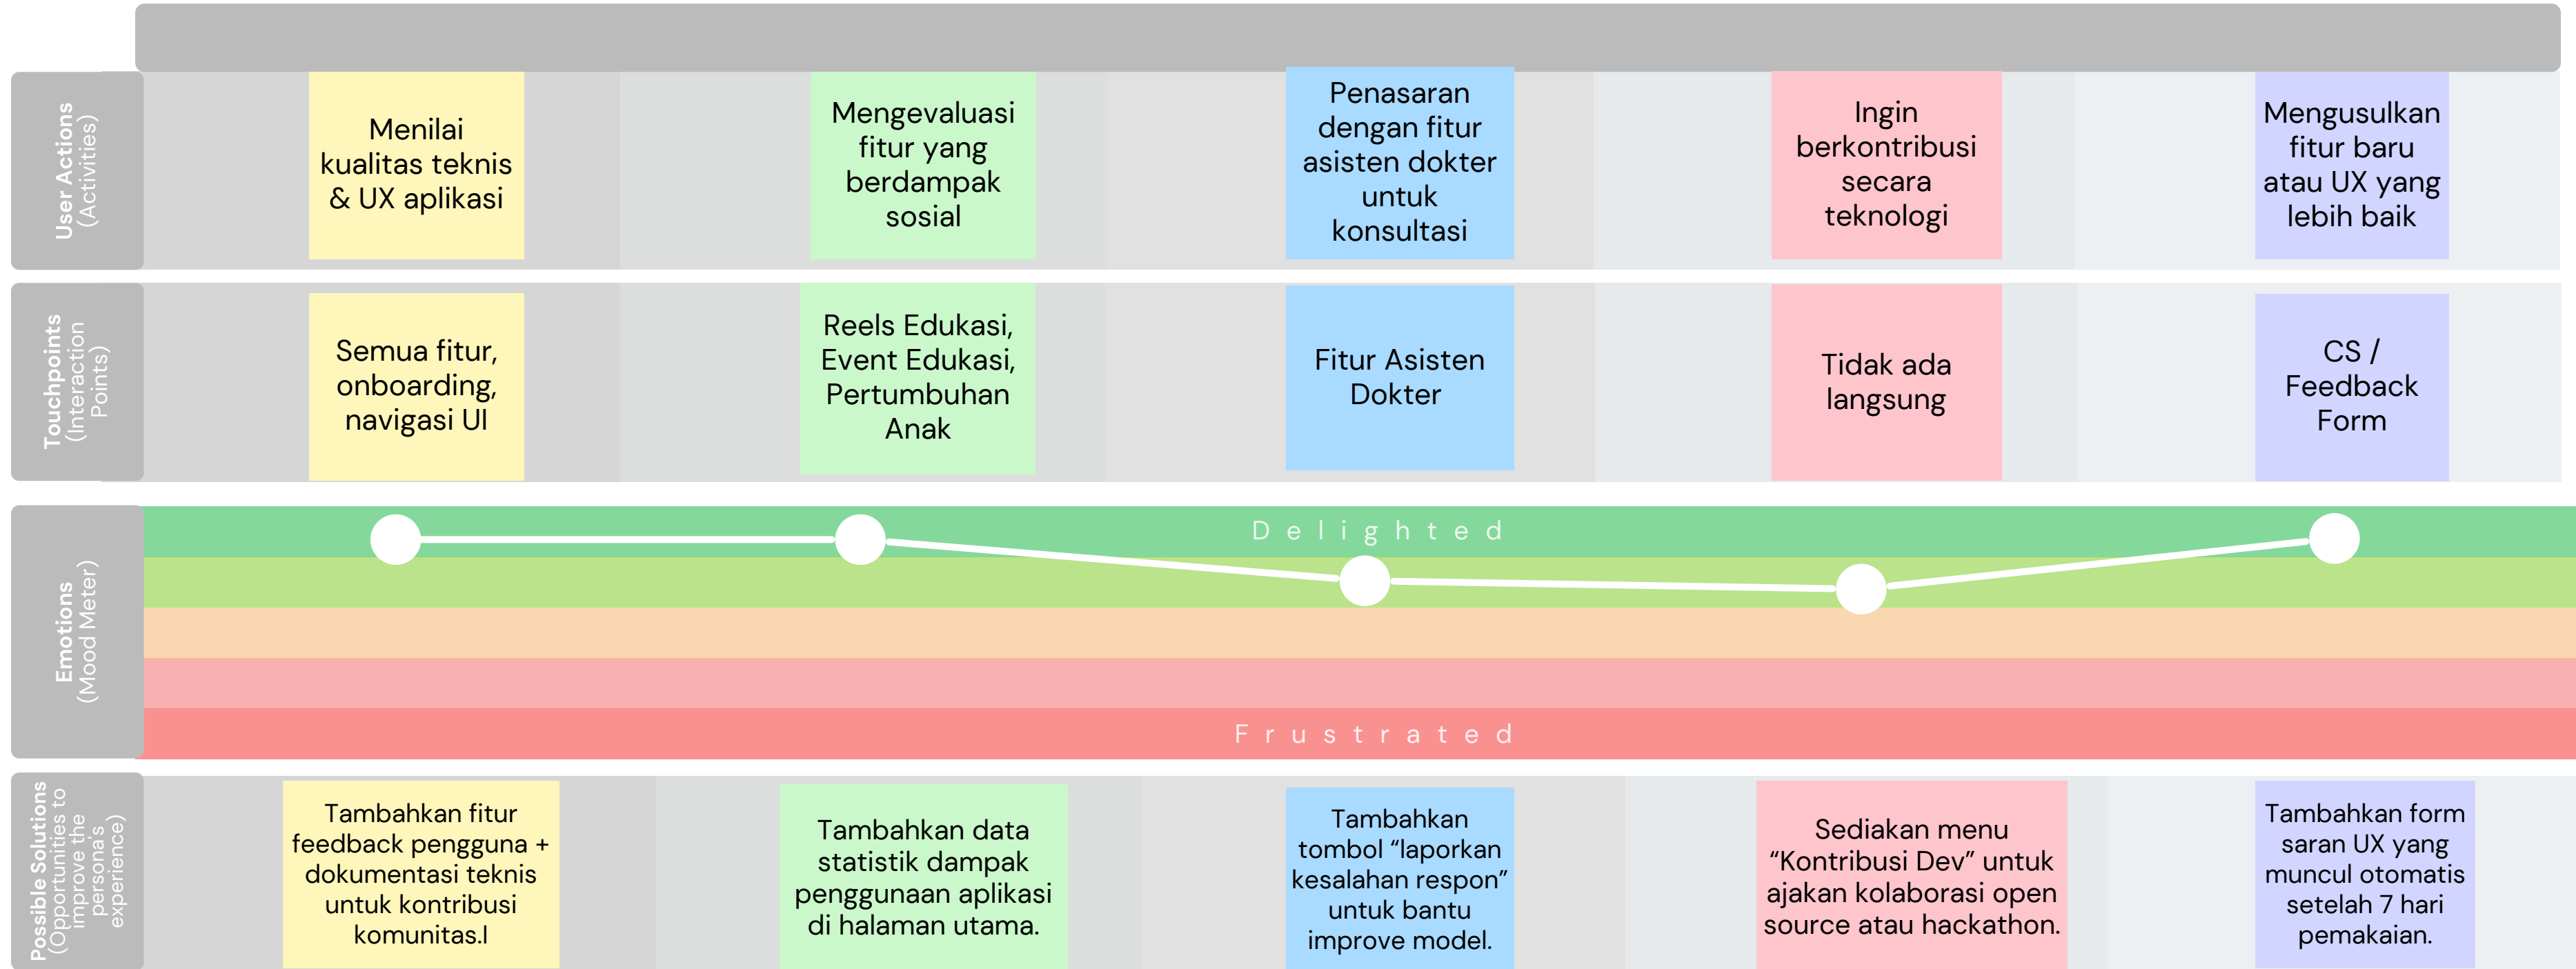 User Actions
(Activities)
Menilai
kualitas teknis
& UX aplikasi
Mengevaluasi
fitur yang
berdampak
sosial
Penasaran
dengan fitur
asisten dokter
untuk
konsultasi
Ingin
berkontribusi
secara
teknologi
Mengusulkan
fitur baru
atau UX yang
lebih baik
Touchpoints
(Interaction
Points)
Semua fitur,
onboarding,
navigasi UI
Reels Edukasi,
Event Edukasi,
Pertumbuhan
Anak
Fitur Asisten
Dokter
Tidak ada
langsung
CS /
Feedback
Form
Emotions
(Mood Meter)
Delighted
Frustrated
Possible Solutions
(Opportunities to
improve the
persona's
experience)
Tambahkan fitur
feedback pengguna +
dokumentasi teknis
untuk kontribusi
komunitas.l
Tambahkan data
statistik dampak
penggunaan aplikasi
di halaman utama.
Tambahkan
tombol “laporkan
kesalahan respon”
untuk bantu
improve model.
Sediakan menu
“Kontribusi Dev” untuk
ajakan kolaborasi open
source atau hackathon.
Tambahkan form
saran UX yang
muncul otomatis
setelah 7 hari
pemakaian.